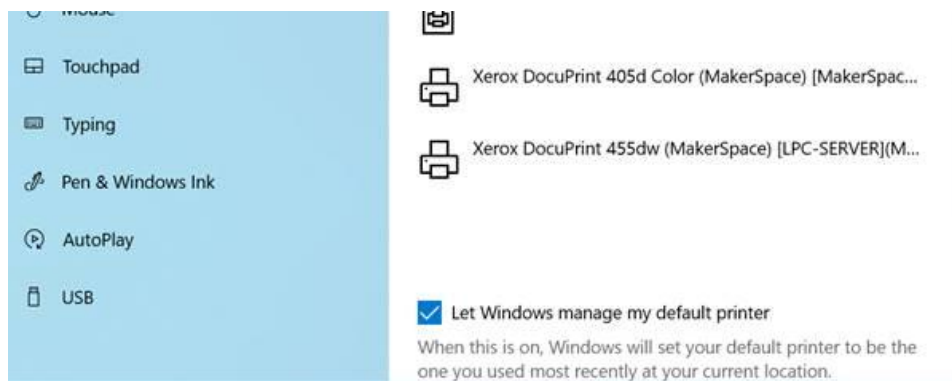 Mouse
Touchpad
Typing
Pen & Windows Ink
AutoPlay
USB
Xerox DocuPrint 405d Color (MakerSpace) [MakerSpac...
Xerox DocuPrint 455dw (MakerSpace) [LPC-SERVER](M...
Let Windows manage my default printer
When this is on, Windows will set your default printer to be the
one you used most recently at your current location.